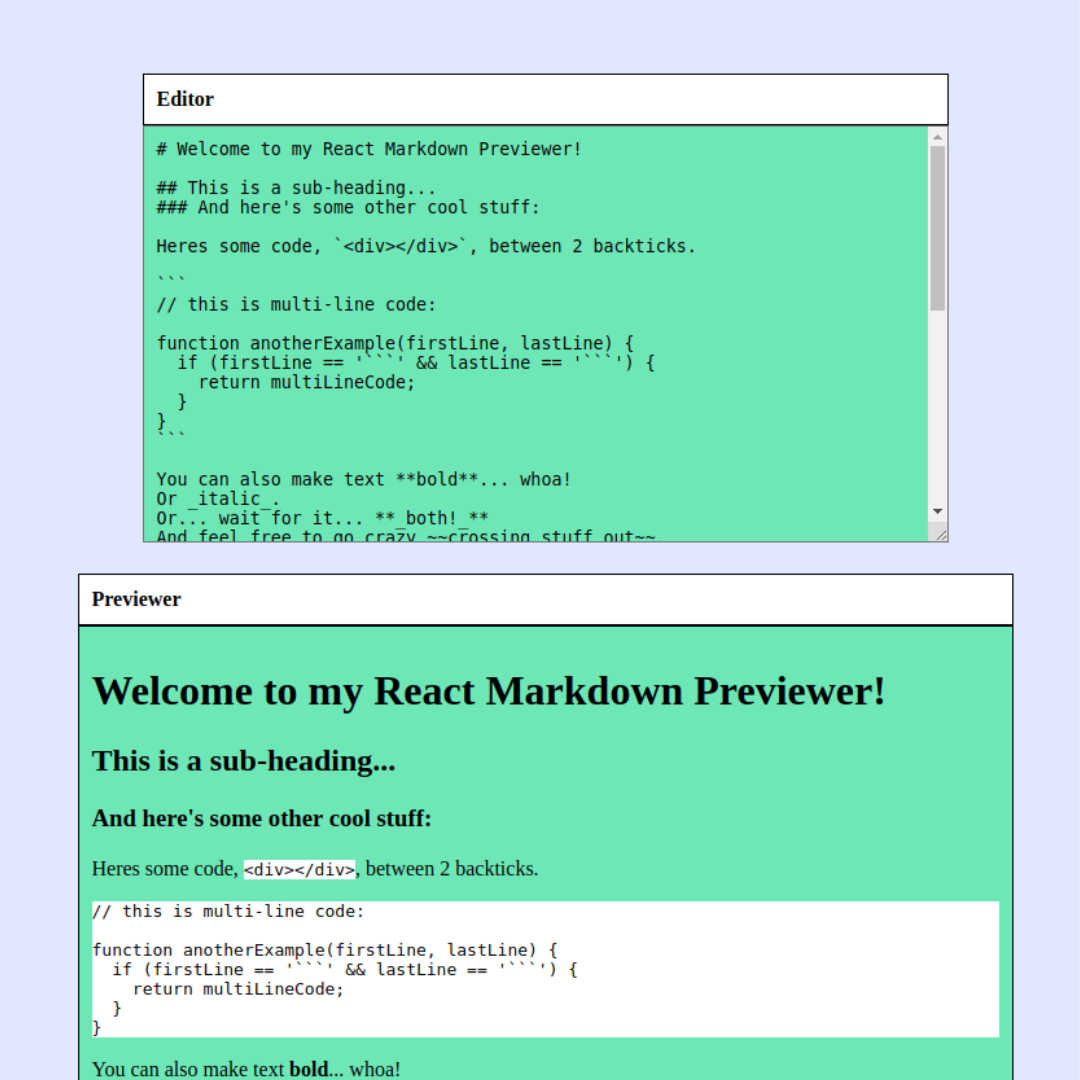 Editor
# Welcome to my React Markdown Previewer!
## This is a sub-heading...
### And here's some other cool stuff:
Heres some code, `<div></div>`, between 2 backticks.
```
// this is multi-line code:
function anotherExample(firstLine, lastLine) {
  if (firstLine == '```' && lastLine == '```') {
    return multiLineCode;
  }
}
```
You can also make text **bold**... whoa!
Or _italic_.
Or... wait for it... **_both!_**
And feel free to go crazy ~~crossing stuff out~~.
Previewer
Welcome to my React Markdown Previewer!
This is a sub-heading...
And here's some other cool stuff:
Heres some code, <div></div>, between 2 backticks.
// this is multi-line code:
function anotherExample(firstLine, lastLine) {
  if (firstLine == '```' && lastLine == '```') {
    return multiLineCode;
  }
}
You can also make text bold... whoa!